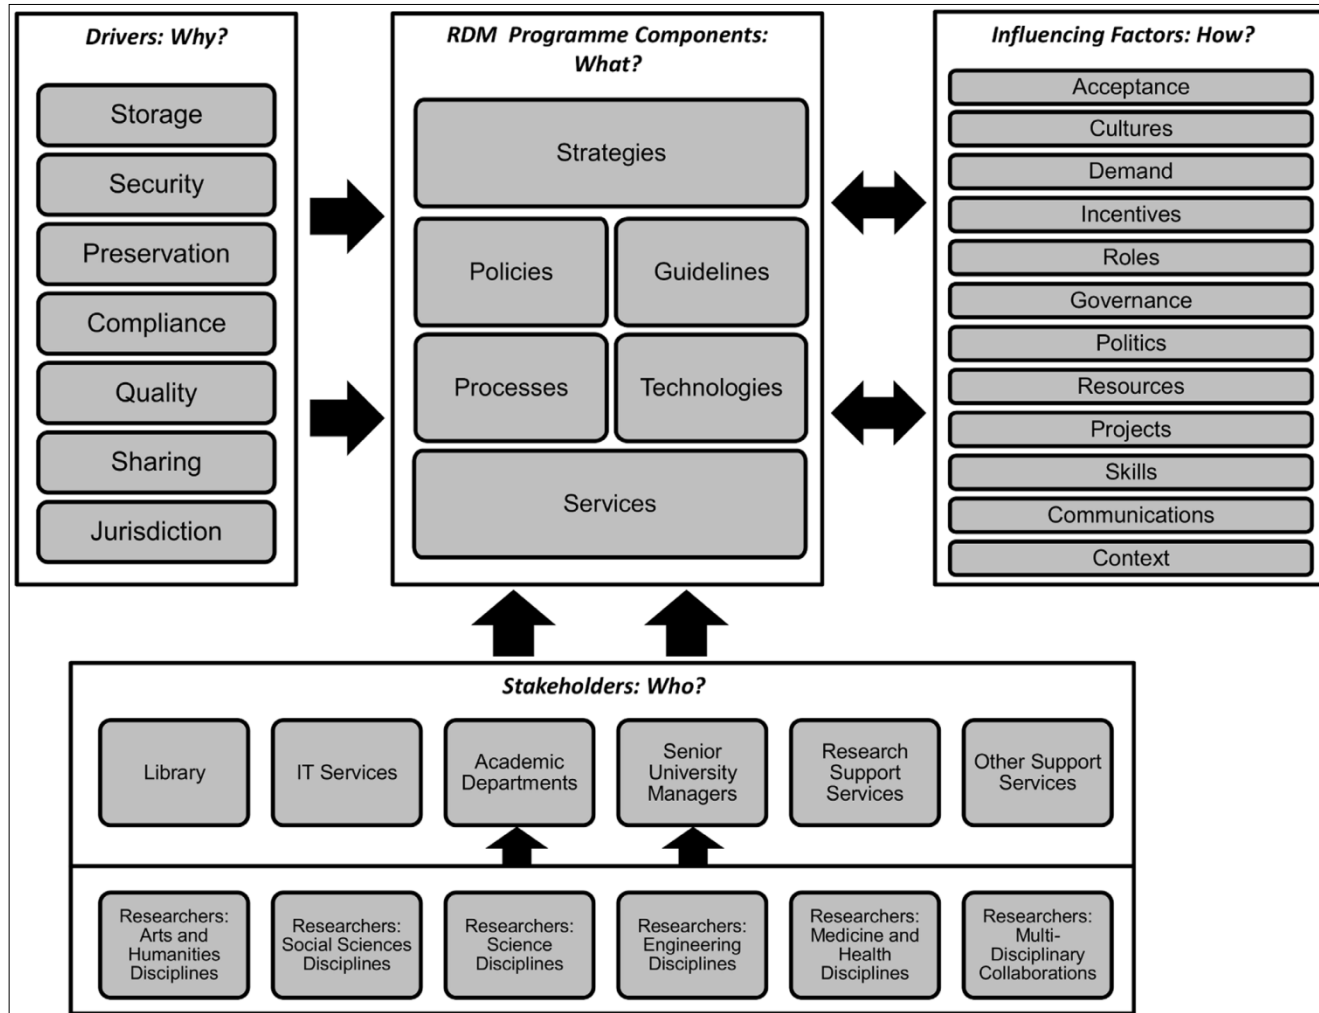 Drivers: Why?
Storage
Security
Preservation
Compliance
Quality
Sharing
Jurisdiction
RDM Programme Components:
What?
Strategies
Policies
Guidelines
Processes
Technologies
Services
Influencing Factors: How?
Acceptance
Cultures
Demand
Incentives
Roles
Governance
Politics
Resources
Projects
Skills
Communications
Context
Stakeholders: Who?
Library
IT Services
Academic
Departments
Senior
University
Managers
Research
Support
Services
Other Support
Services
Researchers:
Arts and
Humanities
Disciplines
Researchers:
Social Sciences
Disciplines
Researchers:
Science
Disciplines
Researchers:
Engineering
Disciplines
Researchers:
Medicine and
Health
Disciplines
Researchers:
Multi-
Disciplinary
Collaborations